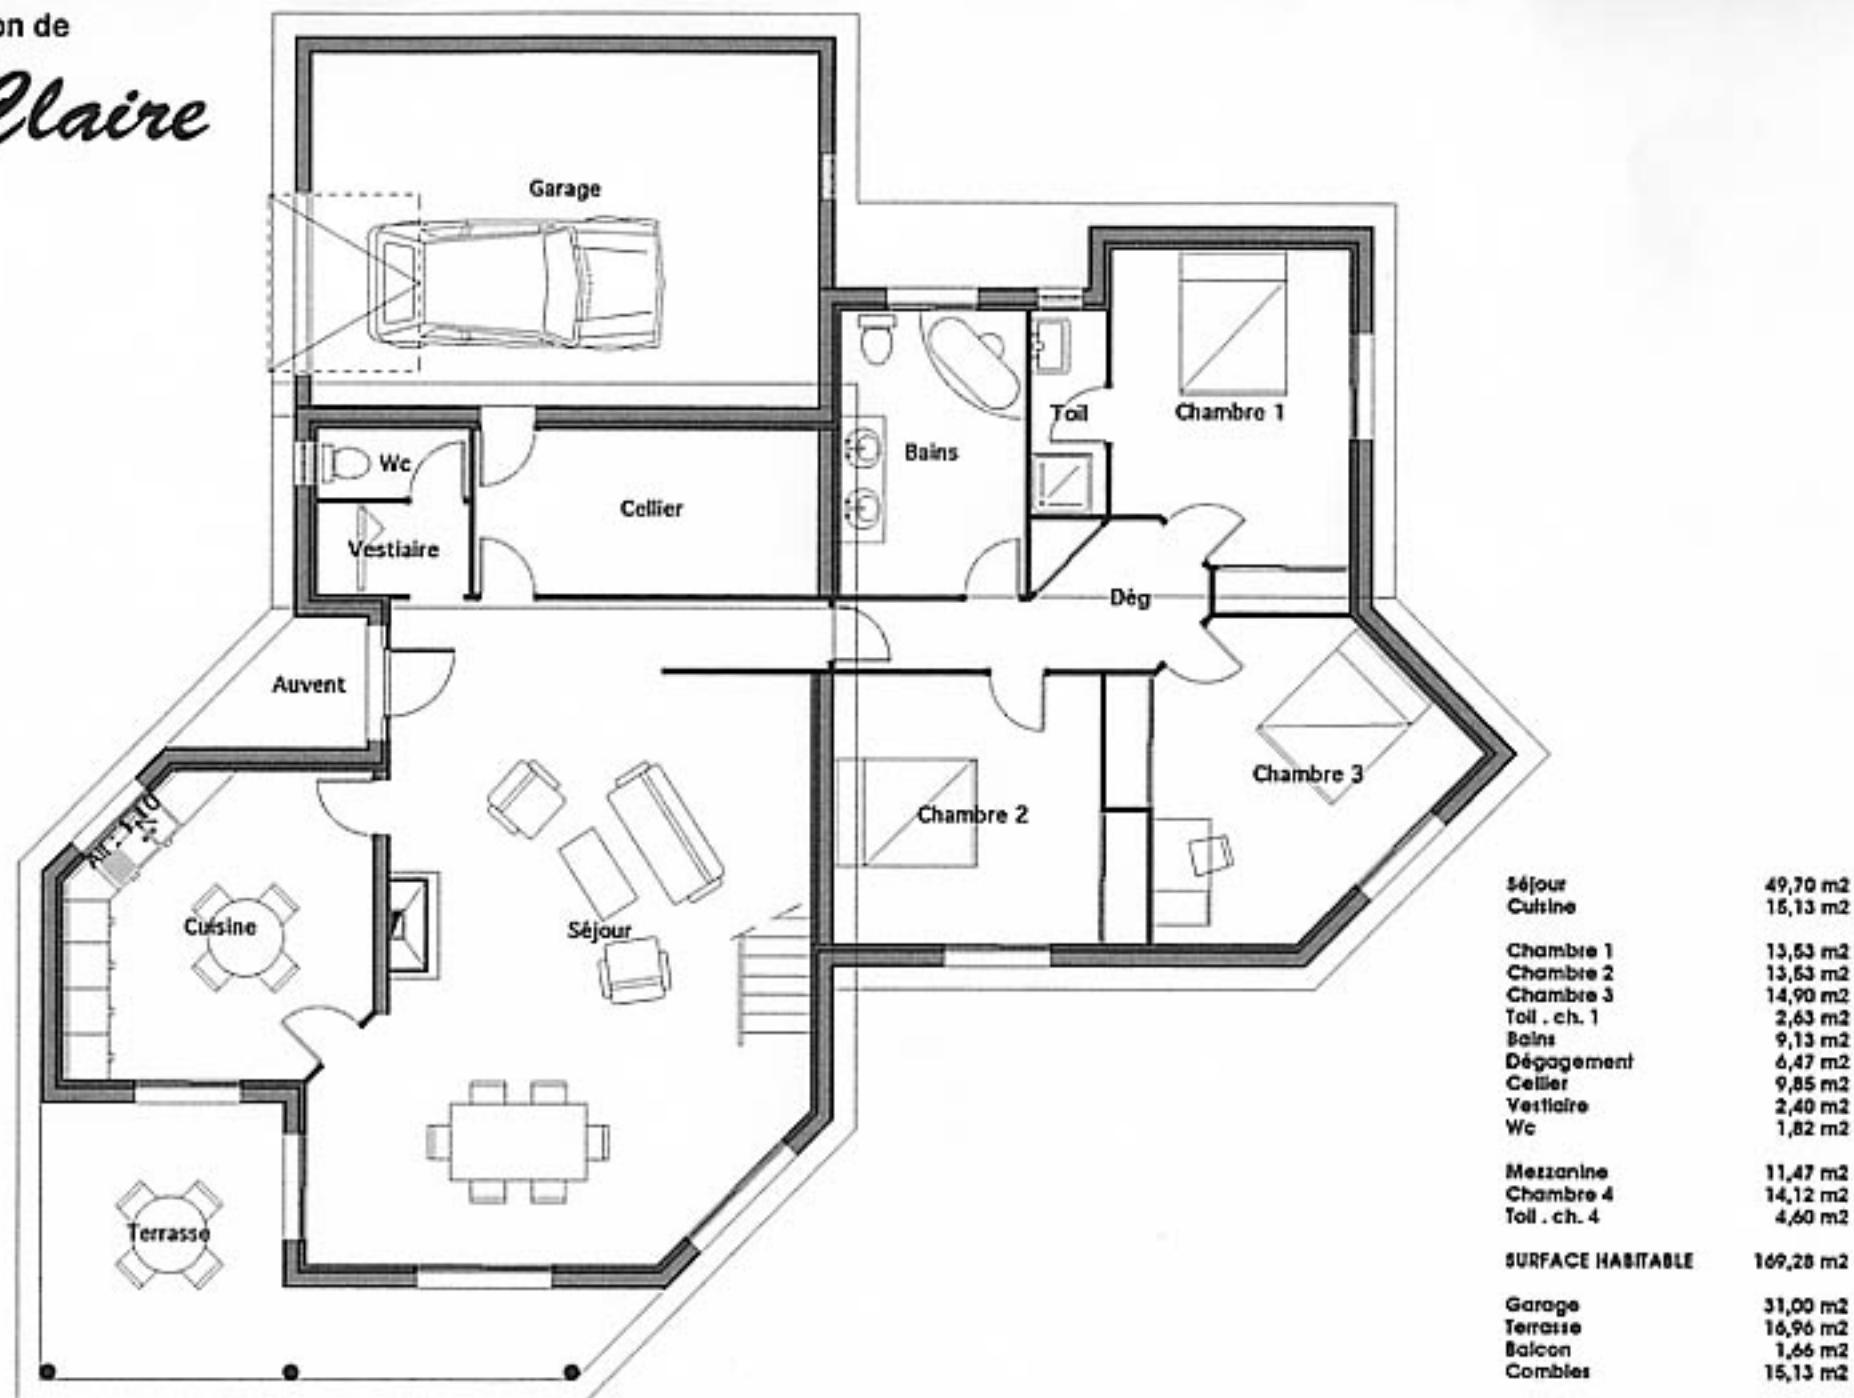 on de
Claire
Garage
Toil
Chambre 1
Wc
Bains
Cellier
Vestiaire
Dég
Auvent
Chambre 3
Chambre 2
Cuisine
Séjour
Terrasse
Séjour 49,70 m2
Cuisine 15,13 m2
Chambre 1 13,53 m2
Chambre 2 13,53 m2
Chambre 3 14,90 m2
Toil . ch. 1 2,63 m2
Bains 9,13 m2
Dégagement 6,47 m2
Cellier 9,85 m2
Vestiaire 2,40 m2
Wc 1,82 m2
Mezzanine 11,47 m2
Chambre 4 14,12 m2
Toil . ch. 4 4,60 m2
SURFACE HABITABLE 169,28 m2
Garage 31,00 m2
Terrasse 16,96 m2
Balcon 1,66 m2
Combles 15,13 m2